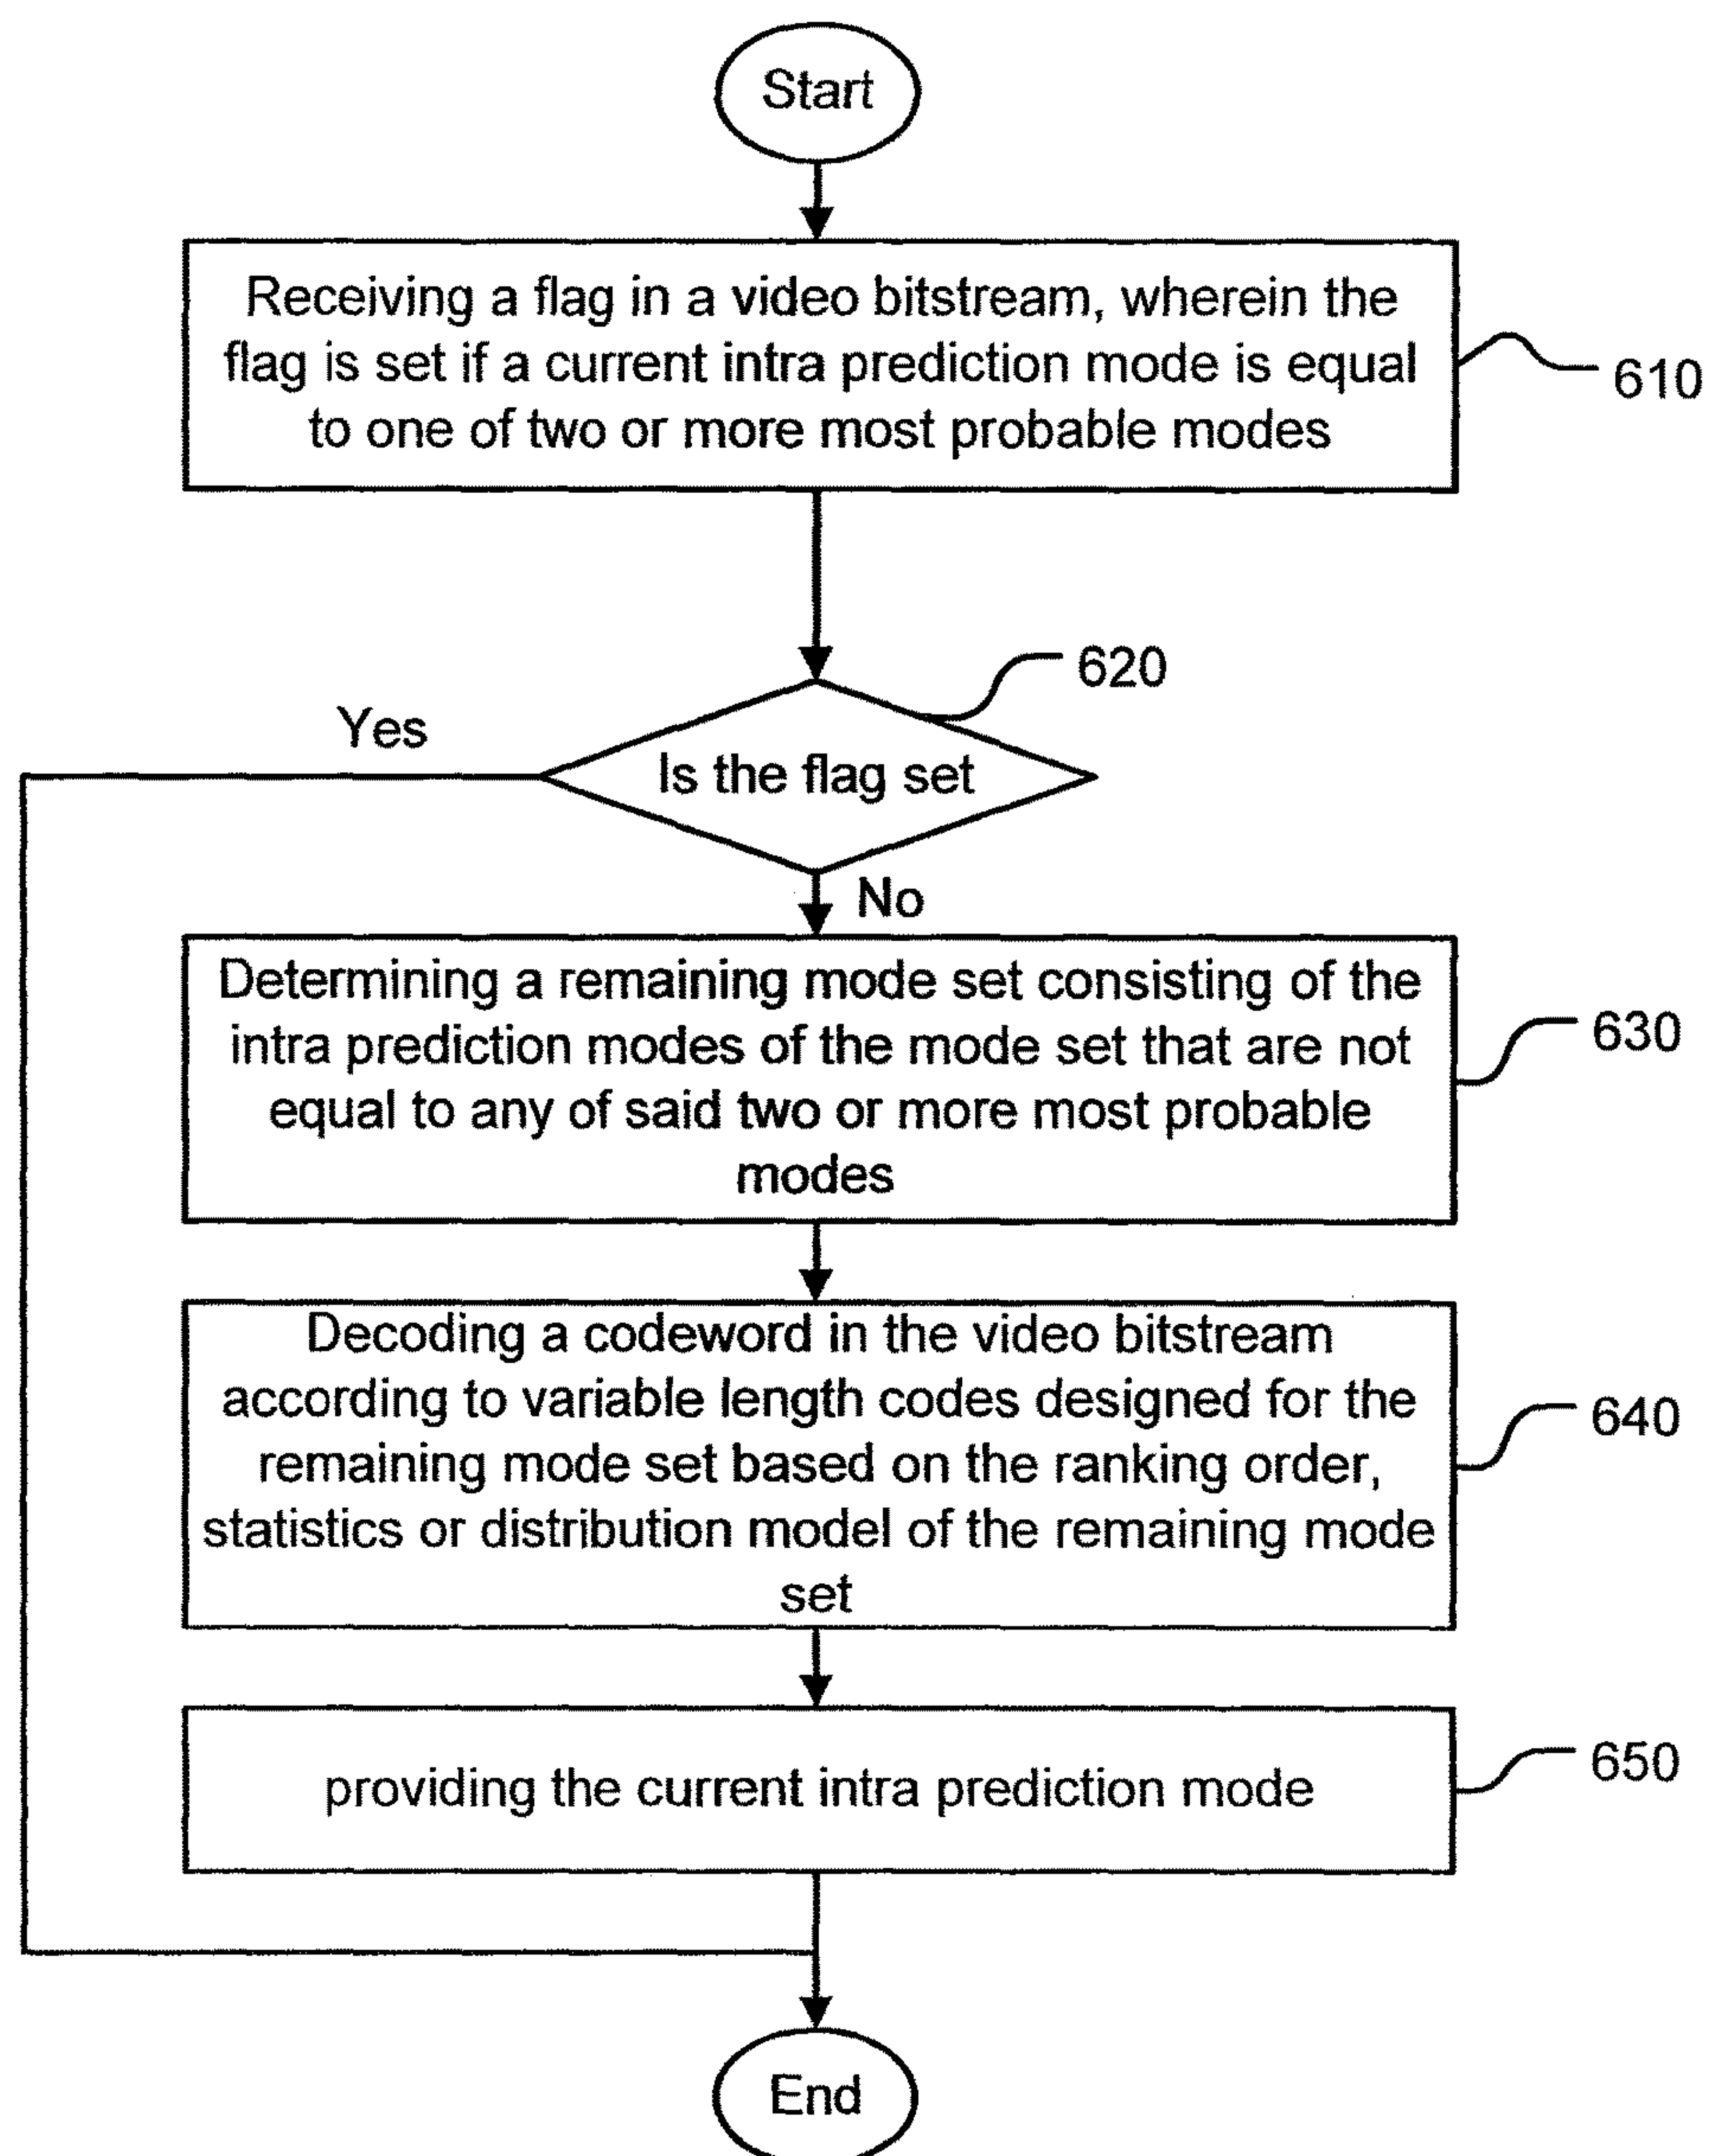 Start
Receiving a flag in a video bitstream, wherein the
flag is set if a current intra prediction mode is equal
to one of two or more most probable modes
610
620
Yes
Is the flag set
No
Determining a remaining mode set consisting of the
intra prediction modes of the mode set that are not
equal to any of said two or more most probable
modes
630
Decoding a codeword in the video bitstream
according to variable length codes designed for the
remaining mode set based on the ranking order,
statistics or distribution model of the remaining mode
set
640
providing the current intra prediction mode
650
End